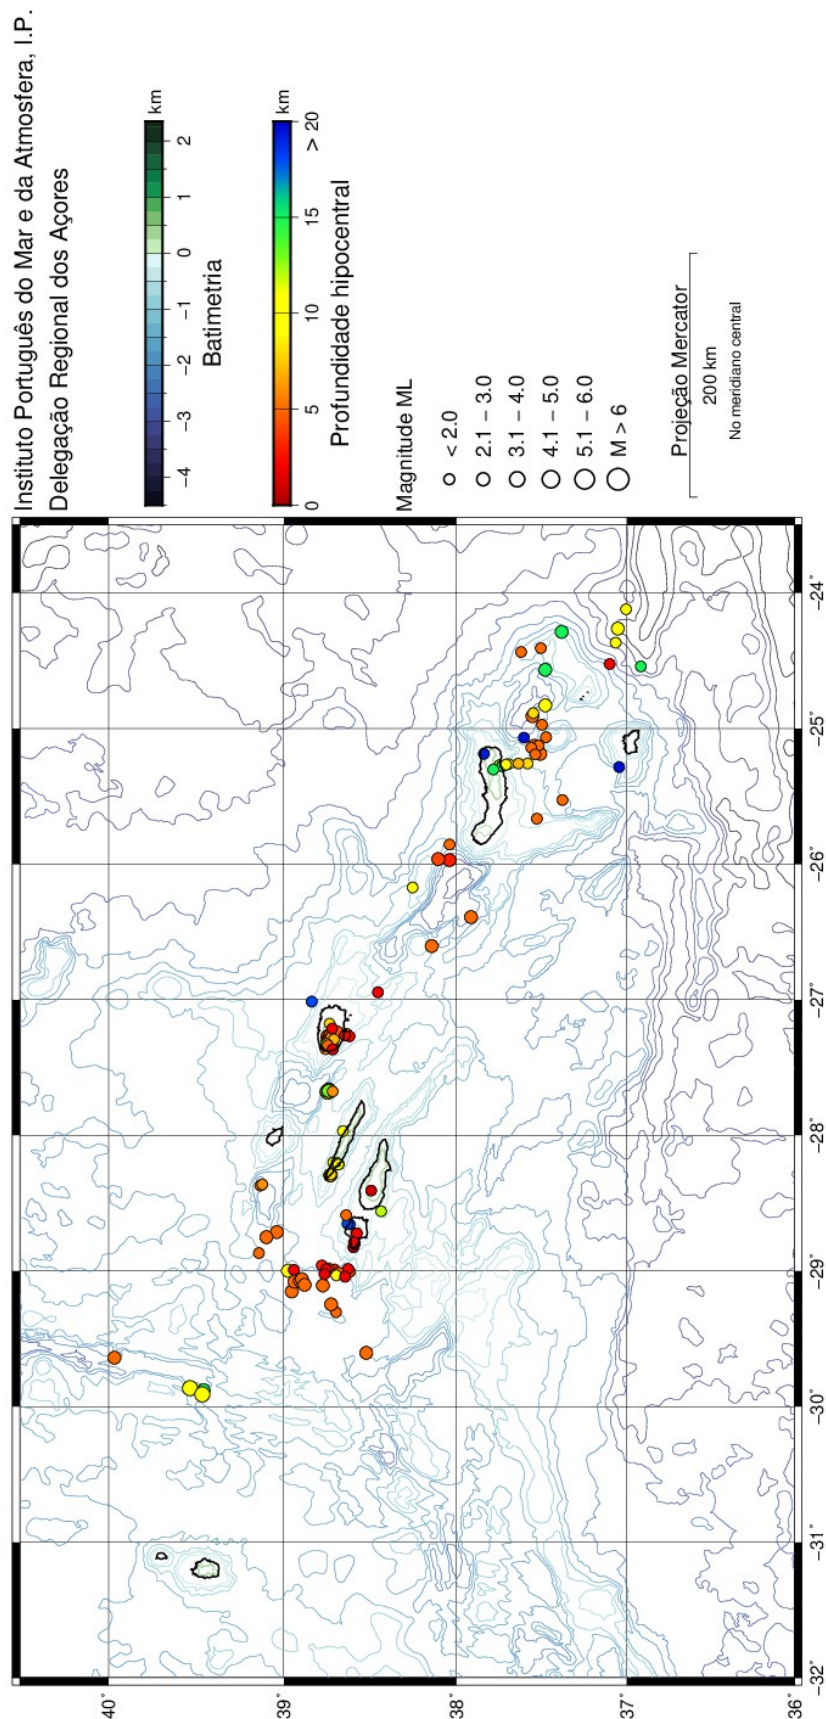 Instituto Português do Mar e da Atmosfera, I.P.
Delegação Regional dos Açores
km
−4 −3 −2 −1 0 1 2
Batimetria
km
0 5 10 15 > 20
Profundidade hipocentral
Magnitude ML
< 2.0
2.1 − 3.0
3.1 − 4.0
4.1 − 5.0
5.1 − 6.0
M > 6
Projeção Mercator
200 km
No meridiano central
40˚
39˚
38˚
37˚
36˚
−32˚ −31˚ −30˚ −29˚ −28˚ −27˚ −26˚ −25˚ −24˚